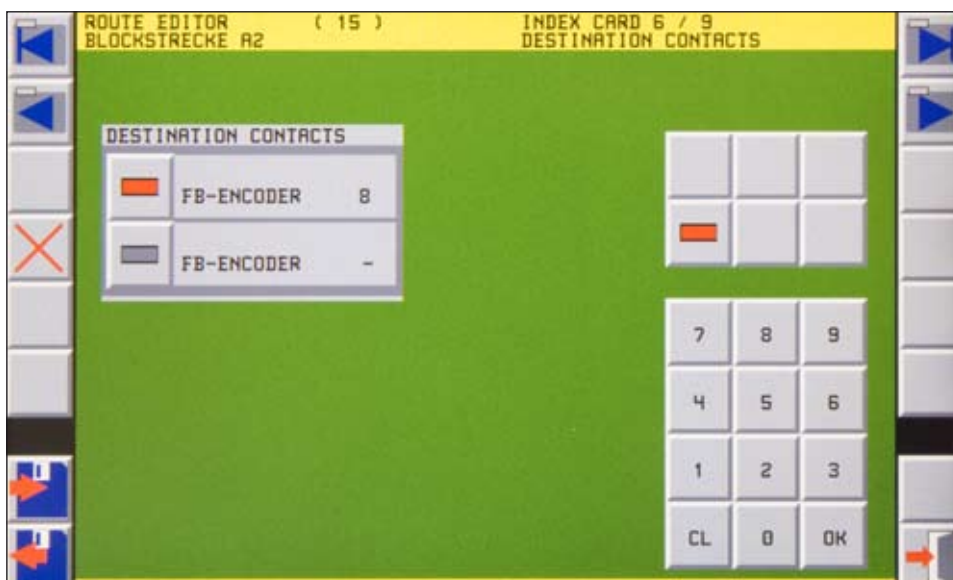 ROUTE EDITOR ( 15 ) INDEX CARD 6 / 9
BLOCKSTRECKE A2 DESTINATION CONTACTS
DESTINATION CONTACTS
FB-ENCODER 8
FB-ENCODER -
7 8 9
4 5 6
1 2 3
CL 0 OK